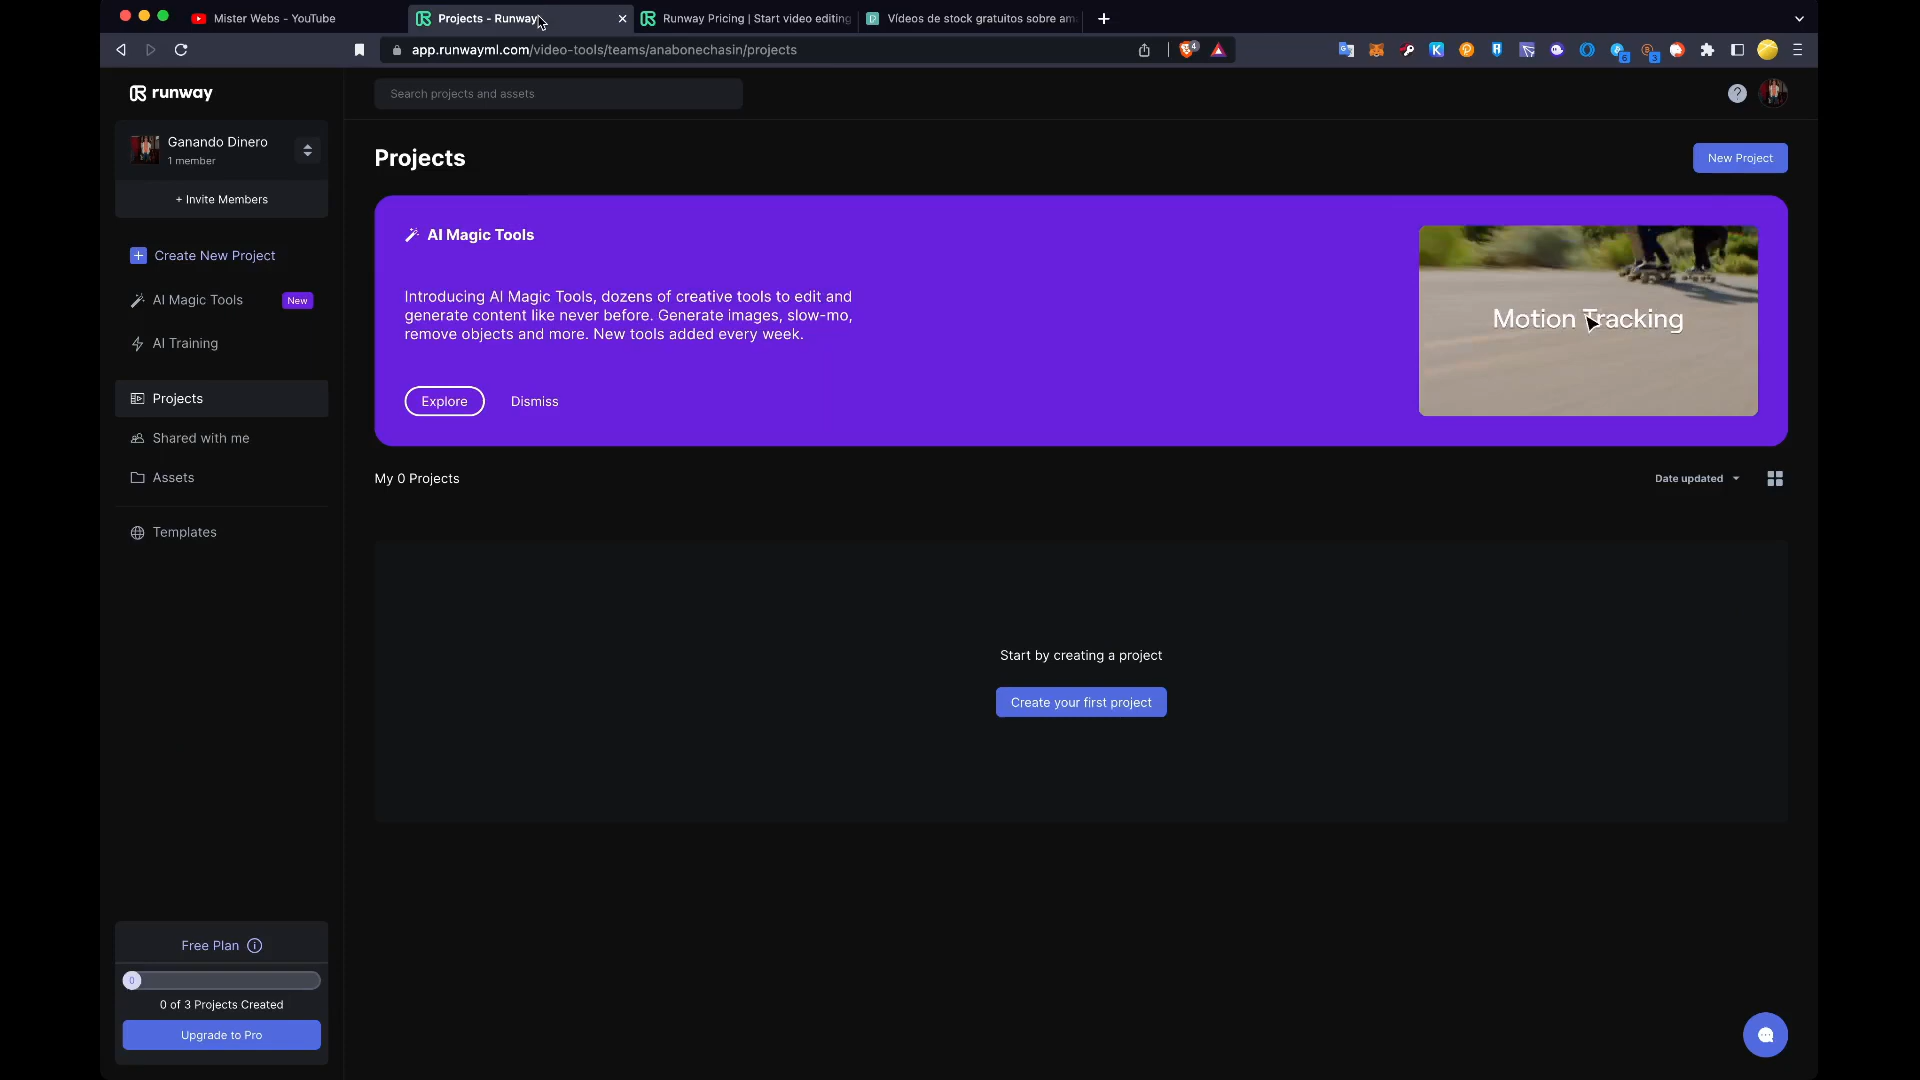 Mister Webs - YouTube
Projects - Runway
Runway Pricing | Start video editing
Vídeos de stock gratuitos sobre am
app.runwayml.com/video-tools/teams/anabonechasin/projects
4
6
3
runway
Search projects and assets
?
Ganando Dinero
1 member
+ Invite Members
Create New Project
AI Magic Tools
New
AI Training
Projects
Shared with me
Assets
Templates
Projects
New Project
AI Magic Tools
Introducing AI Magic Tools, dozens of creative tools to edit and
generate content like never before. Generate images, slow-mo,
remove objects and more. New tools added every week.
Explore
Dismiss
Motion Tracking
My 0 Projects
Date updated
Start by creating a project
Create your first project
Free Plan
0
0 of 3 Projects Created
Upgrade to Pro